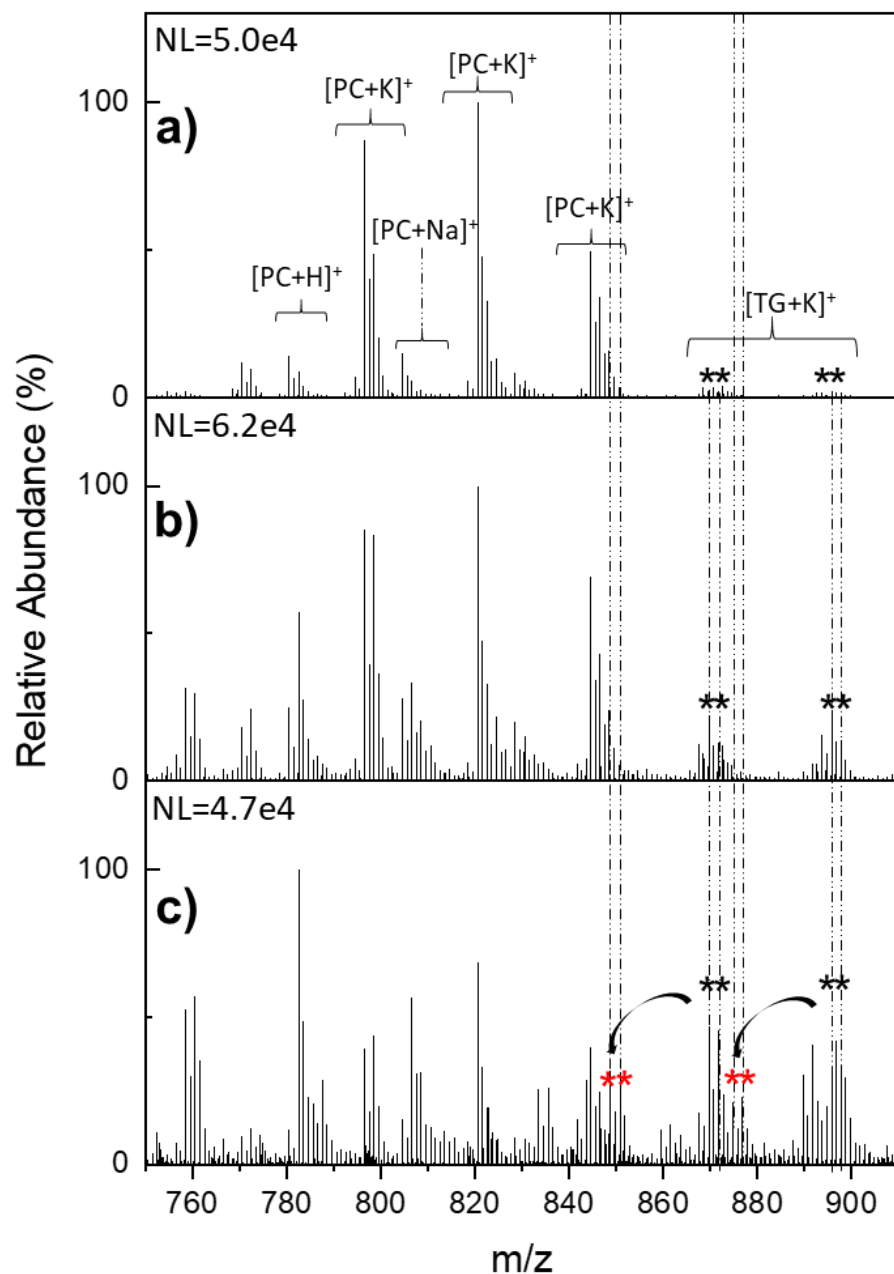 NL=5.0e4
[PC+K]⁺
[PC+K]⁺
100
a)
[PC+K]⁺
[PC+Na]⁺
[PC+H]⁺
[TG+K]⁺
** **
0
NL=6.2e4
100
b)
** **
0
NL=4.7e4
100
c)
** **
** **
0
Relative Abundance (%)
760 780 800 820 840 860 880 900
m/z